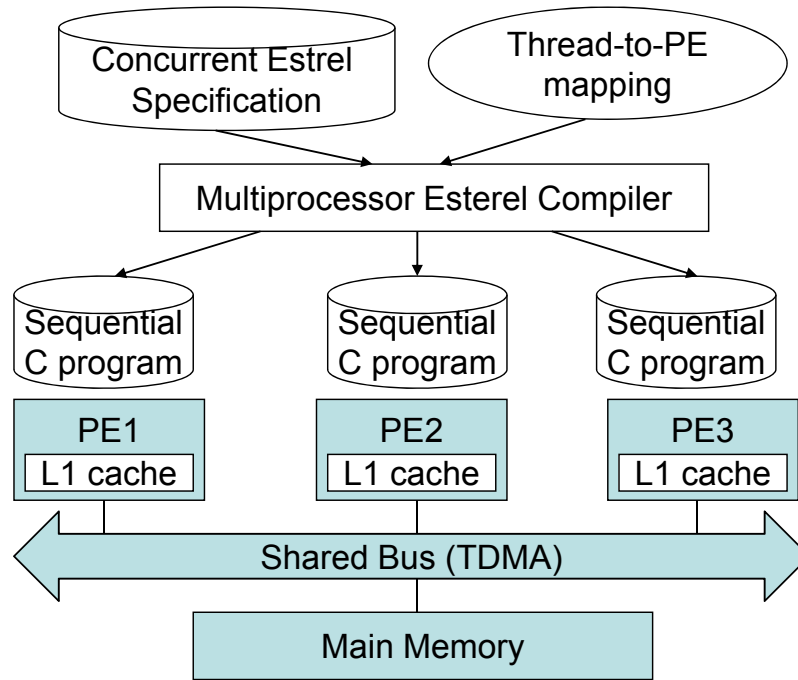 Concurrent Estrel
Specification
Thread-to-PE
mapping
Multiprocessor Esterel Compiler
Sequential
C program
Sequential
C program
Sequential
C program
PE1
L1 cache
PE2
L1 cache
PE3
L1 cache
Shared Bus (TDMA)
Main Memory